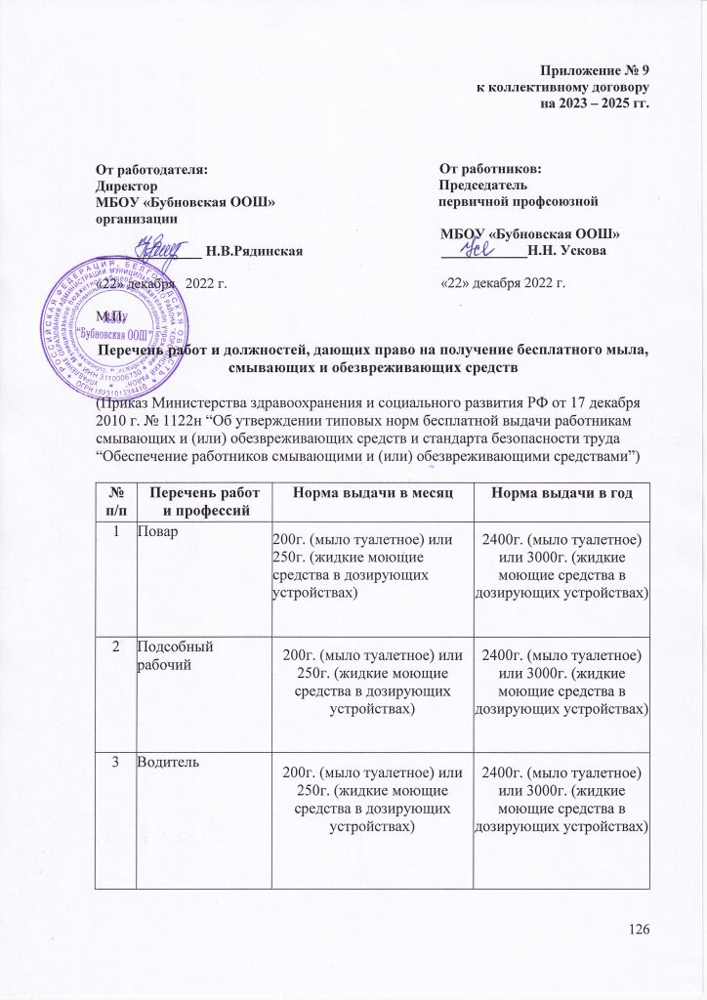 Приложение № 9
к коллективному договору
на 2023 – 2025 гг.
От работодателя:
Директор
МБОУ «Бубновская ООШ»
организации
____________ Н.В.Рядинская
«22» декабря 2022 г.
М.П.
От работников:
Председатель
первичной профсоюзной
МБОУ «Бубновская ООШ»
____________Н.Н. Ускова
«22» декабря 2022 г.
"Бубновская ООШ"
Перечень работ и должностей, дающих право на получение бесплатного мыла,
смывающих и обезвреживающих средств
(Приказ Министерства здравоохранения и социального развития РФ от 17 декабря
2010 г. № 1122н “Об утверждении типовых норм бесплатной выдачи работникам
смывающих и (или) обезвреживающих средств и стандарта безопасности труда
“Обеспечение работников смывающими и (или) обезвреживающими средствами”)
№
п/п
Перечень работ
и профессий
Норма выдачи в месяц
Норма выдачи в год
1
Повар
200г. (мыло туалетное) или
250г. (жидкие моющие
средства в дозирующих
устройствах)
2400г. (мыло туалетное)
или 3000г. (жидкие
моющие средства в
дозирующих устройствах)
2
Подсобный
рабочий
200г. (мыло туалетное) или
250г. (жидкие моющие
средства в дозирующих
устройствах)
2400г. (мыло туалетное)
или 3000г. (жидкие
моющие средства в
дозирующих устройствах)
3
Водитель
200г. (мыло туалетное) или
250г. (жидкие моющие
средства в дозирующих
устройствах)
2400г. (мыло туалетное)
или 3000г. (жидкие
моющие средства в
дозирующих устройствах)
126